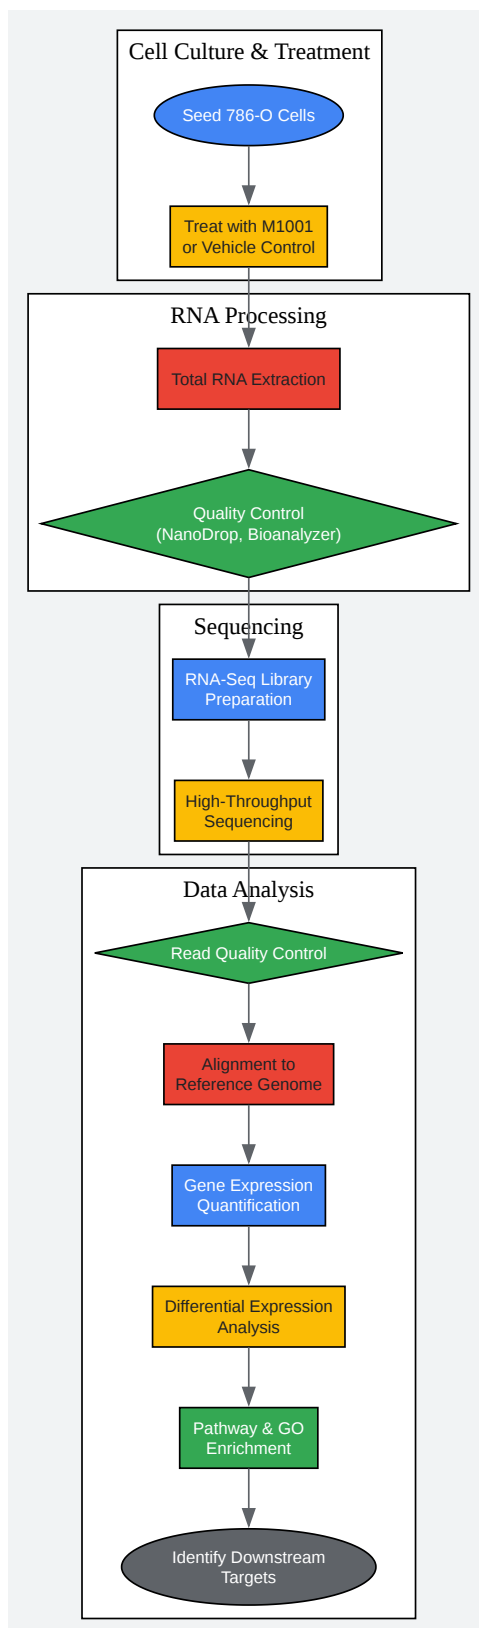 Cell Culture & Treatment
Seed 786-O Cells
Treat with M1001
or Vehicle Control
RNA Processing
Total RNA Extraction
Quality Control
(NanoDrop, Bioanalyzer)
Sequencing
RNA-Seq Library
Preparation
High-Throughput
Sequencing
Data Analysis
Read Quality Control
Alignment to
Reference Genome
Gene Expression
Quantification
Differential Expression
Analysis
Pathway & GO
Enrichment
Identify Downstream
Targets